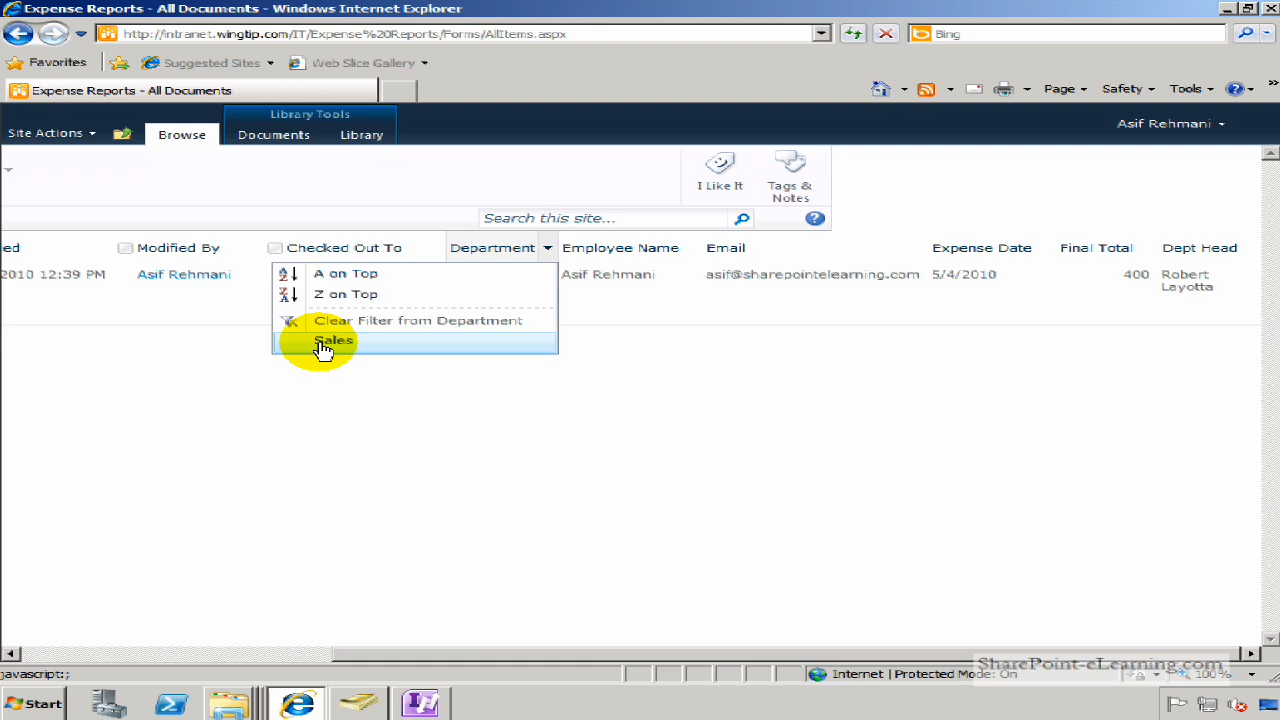 Expense Reports - All Documents - Windows Internet Explorer
http://intranet.wingtip.com/IT/Expense%20Reports/Forms/AllItems.aspx
Bing
Favorites
Suggested Sites
Web Slice Gallery
Expense Reports - All Documents
Page
Safety
Tools
»
Library Tools
Site Actions
Browse
Documents
Library
Asif Rehmani
I Like It
Tags &
Notes
Search this site...
ed
Modified By
Checked Out To
Department
Employee Name
Email
Expense Date
Final Total
Dept Head
2010 12:39 PM
Asif Rehmani
Asif Rehmani
asif@sharepointelearning.com
5/4/2010
400
Robert
Layotta
A on Top
Z on Top
Clear Filter from Department
Sales
javascript:;
Internet | Protected Mode: On
100%
SharePoint-eLearning.com
Start